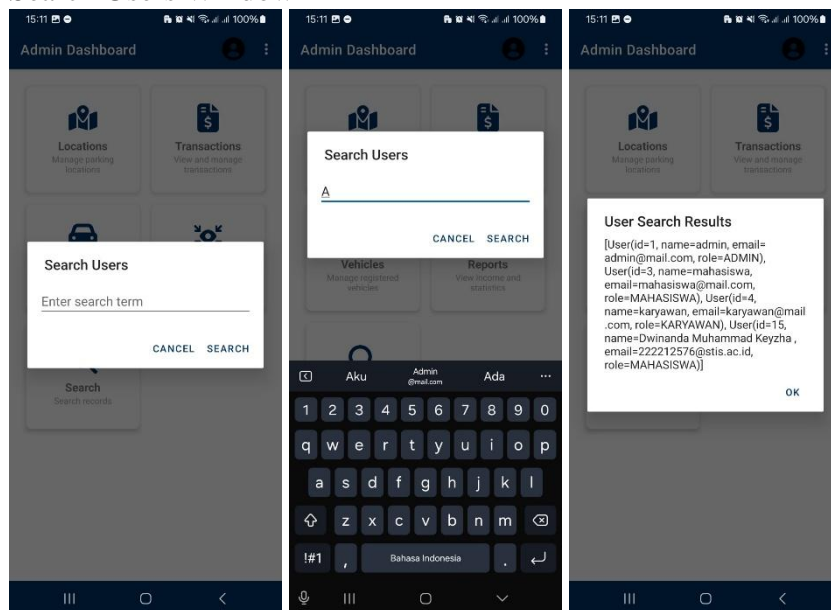 15:11
100%
Admin Dashboard
Locations
Manage parking
locations
Transactions
View and manage
transactions
Search Users
Enter search term
CANCEL SEARCH
Search
Search records
15:11
100%
Admin Dashboard
Search Users
A
CANCEL SEARCH
Vehicles
Manage registered
vehicles
Reports
View income and
statistics
Aku
Admin
@mail.com
Ada
...
1 2 3 4 5 6 7 8 9 0
q w e r t y u i o p
a s d f g h j k l
z x c v b n m
!#1 , Bahasa Indonesia .
15:11
100%
Admin Dashboard
Locations
Manage parking
locations
Transactions
View and manage
transactions
User Search Results
[User(id=1, name=admin, email=
admin@mail.com, role=ADMIN),
User(id=3, name=mahasiswa,
email=mahasiswa@mail.com,
role=MAHASISWA), User(id=4,
name=karyawan, email=karyawan@mail
.com, role=KARYAWAN), User(id=15,
name=Dwinanda Muhammad Keyzha ,
email=222212576@stis.ac.id,
role=MAHASISWA)]
OK